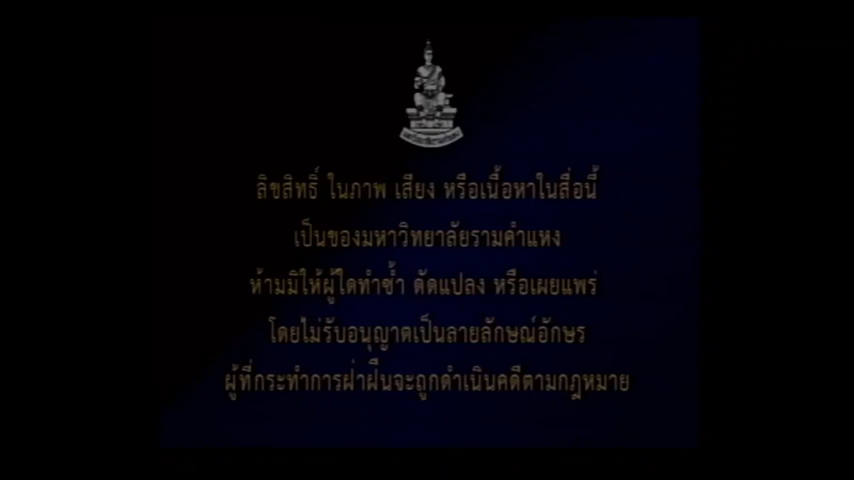 ลิขสิทธิ์ ในภาพ เสียง หรือเนื้อหาในสื่อนี้
เป็นของมหาวิทยาลัยรามคำแหง
ห้ามมิให้ผู้ใดทำซ้ำ ดัดแปลง หรือเผยแพร่
โดยไม่รับอนุญาตเป็นลายลักษณ์อักษร
ผู้ที่กระทำการฝ่าฝืนจะถูกดำเนินคดีตามกฎหมาย